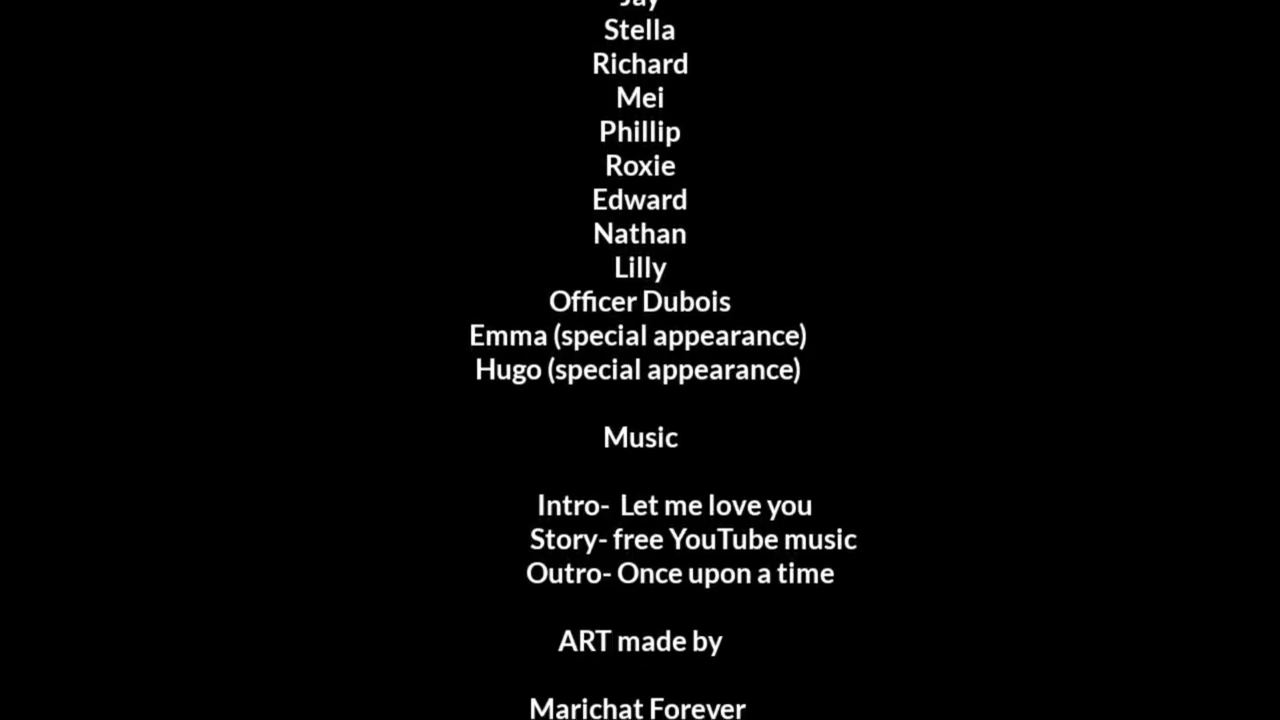 Jay
Stella
Richard
Mei
Phillip
Roxie
Edward
Nathan
Lilly
Officer Dubois
Emma (special appearance)
Hugo (special appearance)
Music
Intro- Let me love you
Story- free YouTube music
Outro- Once upon a time
ART made by
Marichat Forever